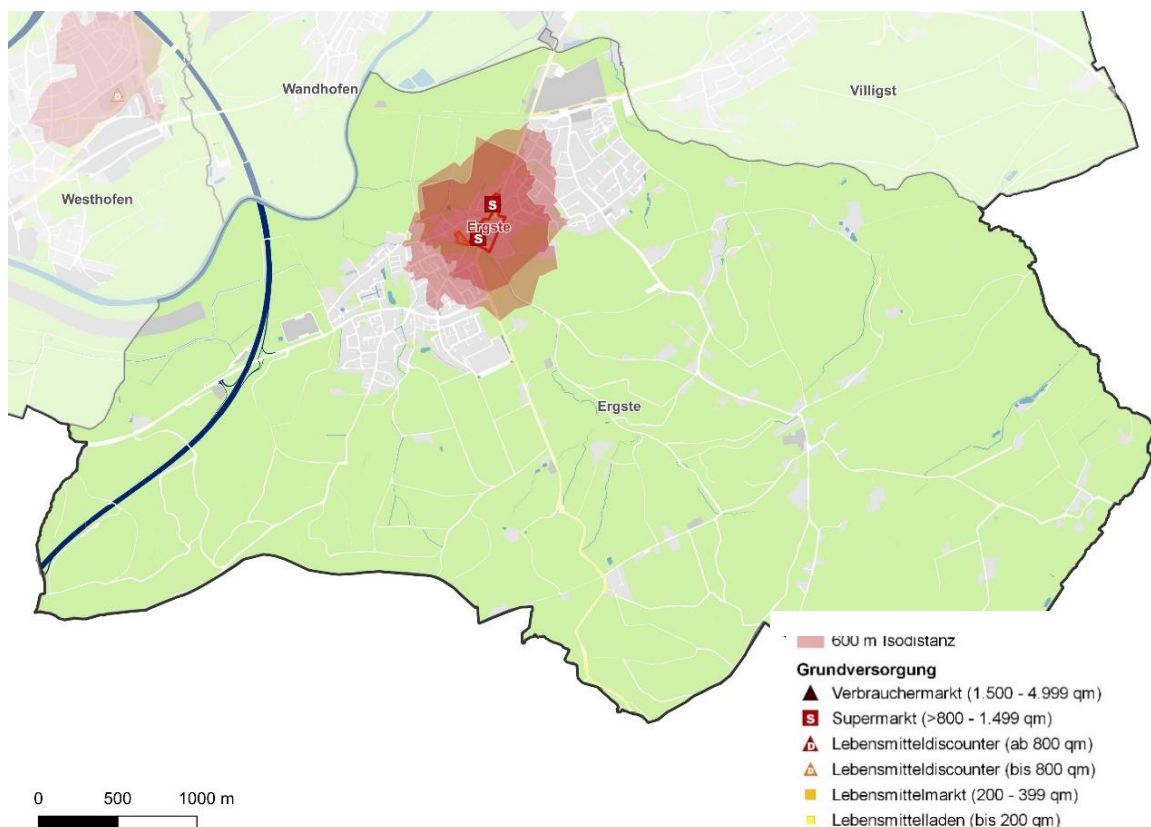 Wandhofen
Villigst
Westhofen
D
S
Ergste
S
Ergste
600 m Isodistanz
Grundversorgung
Verbrauchermarkt (1.500 - 4.999 qm)
S Supermarkt (>800 - 1.499 qm)
D Lebensmitteldiscounter (ab 800 qm)
D Lebensmitteldiscounter (bis 800 qm)
Lebensmittelmarkt (200 - 399 qm)
Lebensmittelladen (bis 200 qm)
0 500 1000 m